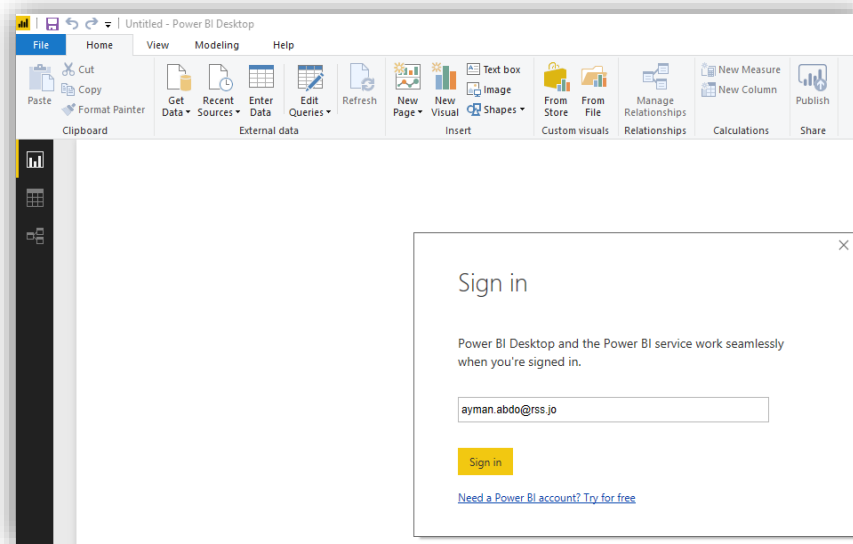 Untitled - Power BI Desktop
File Home View Modeling Help
Paste
Cut
Copy
Format Painter
Clipboard
Get Data
Recent Sources
Enter Data
Edit Queries
Refresh
External data
New Page
New Visual
Text box
Image
Shapes
Insert
From Store
From File
Custom visuals
Manage Relationships
Relationships
New Measure
New Column
Calculations
Publish
Share
Sign in
Power BI Desktop and the Power BI service work seamlessly
when you're signed in.
ayman.abdo@rss.jo
Sign in
Need a Power BI account? Try for free